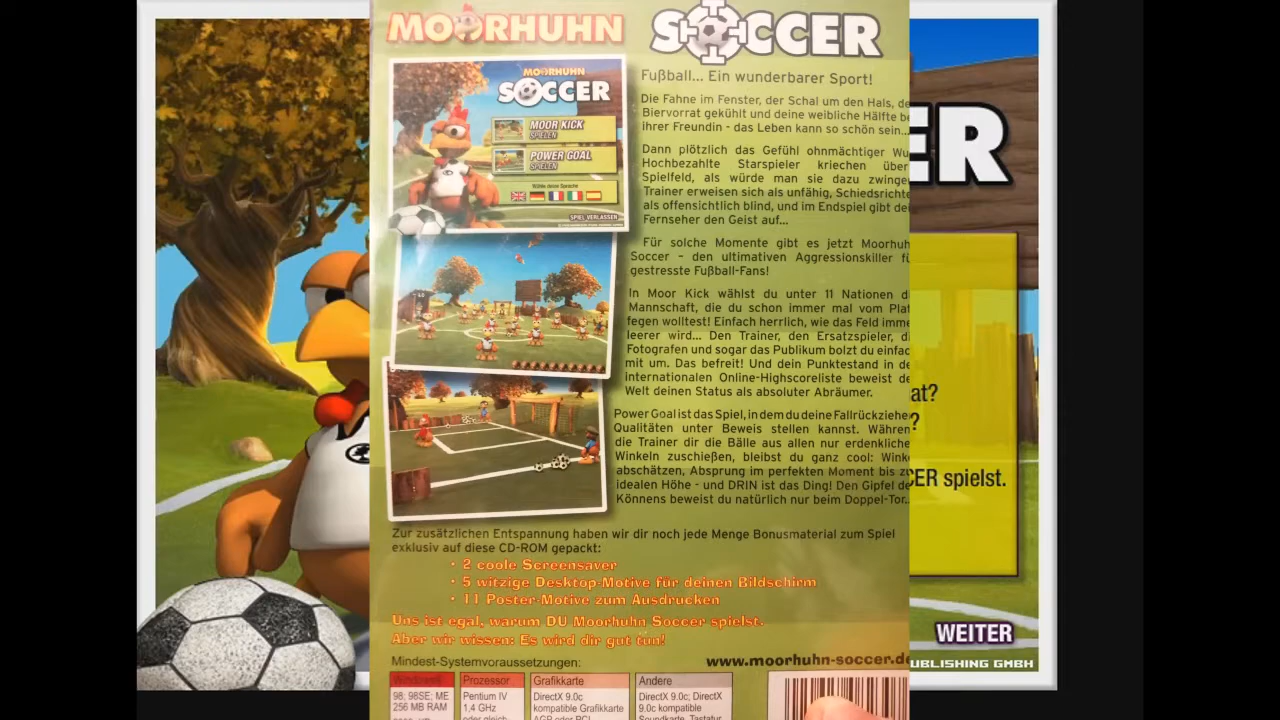 MOORHUHN SOCCER
Fußball... Ein wunderbarer Sport!
Die Fahne im Fenster, der Schal um den Hals, de
Biervorrat gekühlt und deine weibliche Hälfte be
ihrer Freundin - das Leben kann so schön sein...
Dann plötzlich das Gefühl ohnmächtiger Wu
Hochbezahlte Starspieler kriechen über
Spielfeld, als würde man sie dazu zwinge
Trainer erweisen sich als unfähig, Schiedsrichte
als offensichtlich blind, und im Endspiel gibt de
Fernseher den Geist auf...
Für solche Momente gibt es jetzt Moorhuh
Soccer – den ultimativen Aggressionskiller fü
gestresste Fußball-Fans!
In Moor Kick wählst du unter 11 Nationen di
Mannschaft, die du schon immer mal vom Plat
fegen wolltest! Einfach herrlich, wie das Feld imme
leerer wird... Den Trainer, den Ersatzspieler, di
Fotografen und sogar das Publikum bolzt du einfac
mit um. Das befreit! Und dein Punktestand in de
internationalen Online-Highscoreliste beweist de
Welt deinen Status als absoluter Abräumer.
Power Goal ist das Spiel, in dem du deine Fallrückzieher
Qualitäten unter Beweis stellen kannst. Währen
die Trainer dir die Bälle aus allen nur erdenkliche
Winkeln zuschießen, bleibst du ganz cool: Winke
abschätzen, Absprung im perfekten Moment bis zu
idealen Höhe - und DRIN ist das Ding! Den Gipfel de
Könnens beweist du natürlich nur beim Doppel-Tor...
MOORHUHN
SOCCER
MOOR KICK
SPIELEN
POWER GOAL
SPIELEN
Wähle deine Sprache
SPIEL VERLASSEN
Zur zusätzlichen Entspannung haben wir dir noch jede Menge Bonusmaterial zum Spiel
exklusiv auf diese CD-ROM gepackt:
• 2 coole Screensaver
• 5 witzige Desktop-Motive für deinen Bildschirm
• 11 Poster-Motive zum Ausdrucken
Uns ist egal, warum DU Moorhuhn Soccer spielst.
Aber wir wissen: Es wird dir gut tun!
www.moorhuhn-soccer.de
Mindest-Systemvoraussetzungen:
Windows®
98; 98SE; ME
256 MB RAM
Prozessor
Pentium IV
1,4 GHz
oder gleich-
Grafikkarte
DirectX 9.0c
kompatible Grafikkarte
AGP oder PCI
Andere
DirectX 9.0c; DirectX
9.0c kompatible
Soundkarte, Tastatur
ER
at?
?
CER spielst.
WEITER
UBLISHING GMBH